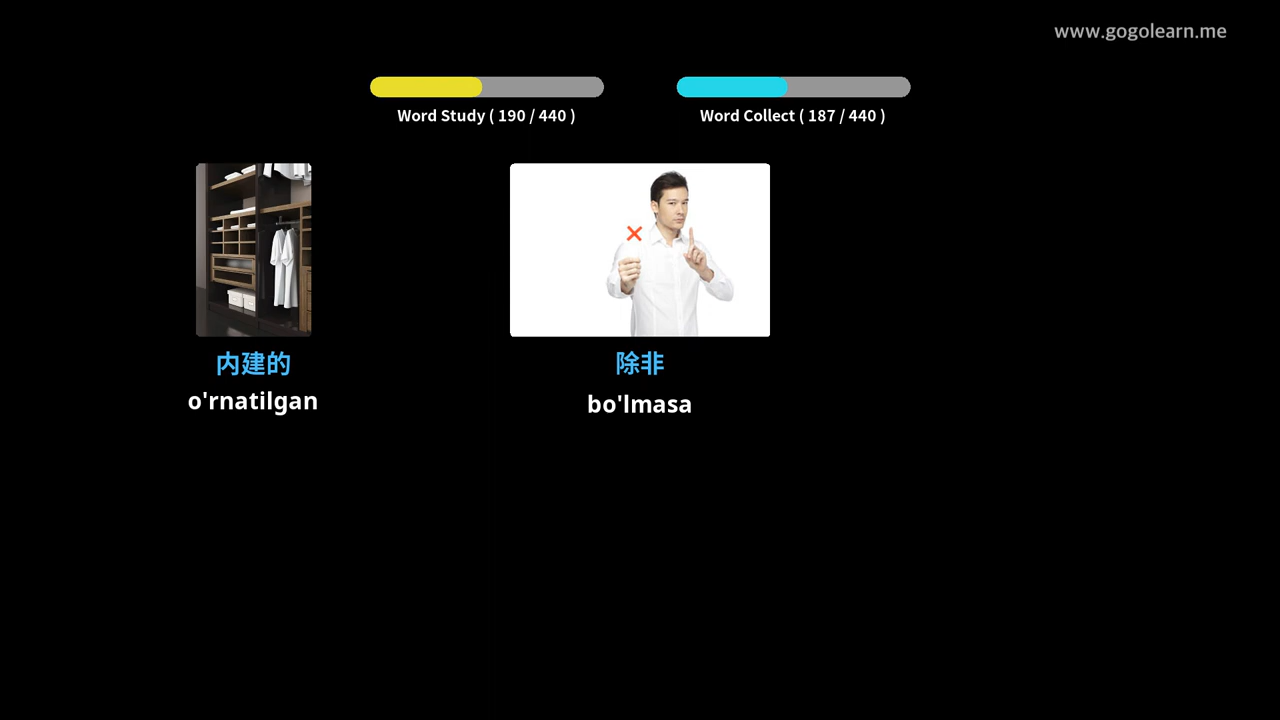 www.gogolearn.me
Word Study ( 190 / 440 )
Word Collect ( 187 / 440 )
内建的
o'rnatilgan
除非
bo'lmasa